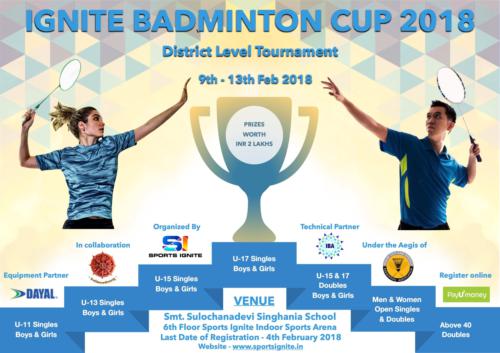 IGNITE BADMINTON CUP 2018
District Level Tournament
9th - 13th Feb 2018
PRIZES
WORTH
INR 2 LAKHS
Organized By
SI
SPORTS IGNITE
Technical Partner
IBA
In collaboration
Under the Aegis of
Equipment Partner
DAYAL
Register online
PayUmoney
U-17 Singles
Boys & Girls
U-15 Singles
Boys & Girls
U-15 & 17
Doubles
Boys & Girls
U-13 Singles
Boys & Girls
Men & Women
Open Singles
& Doubles
U-11 Singles
Boys & Girls
Above 40
Doubles
VENUE
Smt. Sulochanadevi Singhania School
6th Floor Sports Ignite Indoor Sports Arena
Last Date of Registration - 4th February 2018
Website - www.sportsignite.in